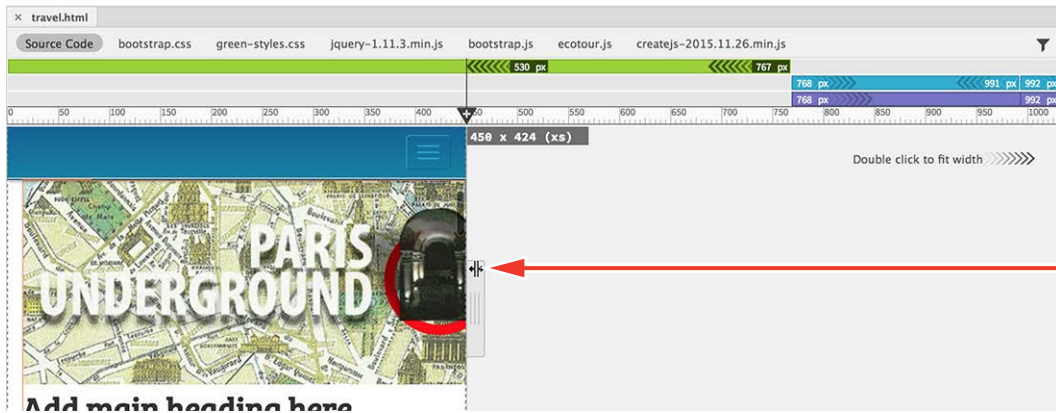 × travel.html
Source Code bootstrap.css green-styles.css jquery-1.11.3.min.js bootstrap.js ecotour.js createjs-2015.11.26.min.js
530 px 767 px
768 px 991 px 992 px
768 px 992 px
0 50 100 150 200 250 300 350 400 500 550 600 650 700 750 800 850 900 950 1000
450 x 424 (xs)
Double click to fit width
PARIS
UNDERGROUND
Add main heading here